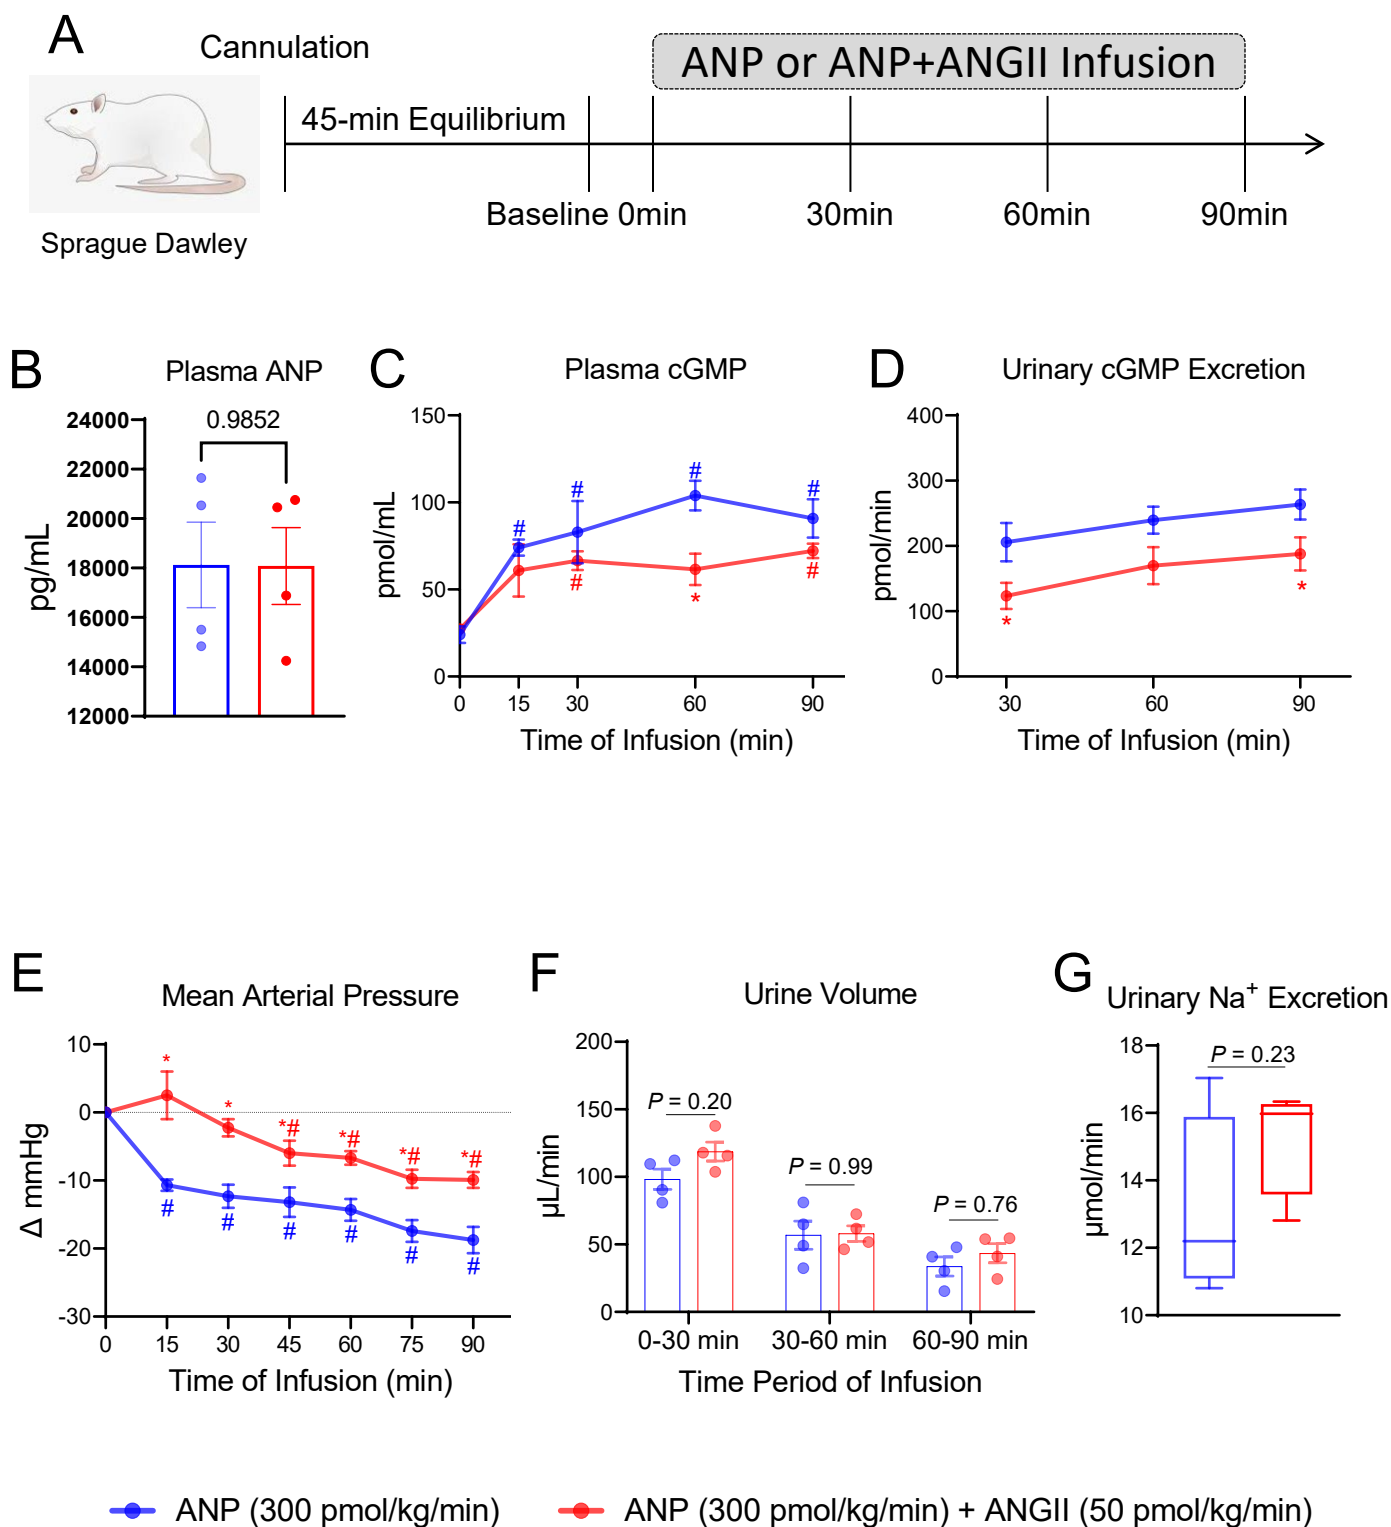 A
Cannulation
ANP or ANP+ANGII Infusion
45-min Equilibrium
Baseline 0min 30min 60min 90min
Sprague Dawley
B
Plasma ANP
0.9852
24000
22000
20000
18000
16000
14000
12000
pg/mL
C
Plasma cGMP
150
100
50
0
pmol/mL
# # # #
# * #
0 15 30 60 90
Time of Infusion (min)
D
Urinary cGMP Excretion
400
300
200
100
0
pmol/min
* *
30 60 90
Time of Infusion (min)
E
Mean Arterial Pressure
10
0
-10
-20
-30
Δ mmHg
* * *# *# *# *#
# # # # # #
0 15 30 45 60 75 90
Time of Infusion (min)
F
Urine Volume
200
150
100
50
0
µL/min
P = 0.20
P = 0.99
P = 0.76
0-30 min 30-60 min 60-90 min
Time Period of Infusion
G
Urinary Na+ Excretion
18
16
14
12
10
µmol/min
P = 0.23
ANP (300 pmol/kg/min) ANP (300 pmol/kg/min) + ANGII (50 pmol/kg/min)